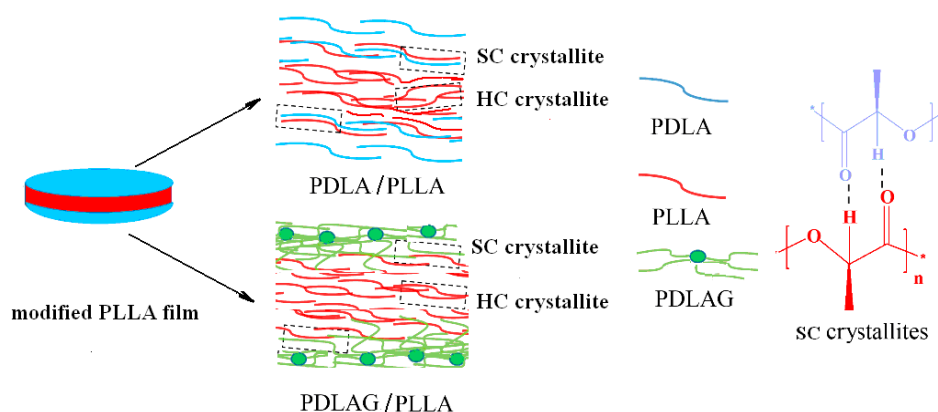 SC crystallite
HC crystallite
PDLA/PLLA
modified PLLA film
SC crystallite
HC crystallite
PDLAG/PLLA
PDLA
PLLA
PDLAG
* O O H
H O
O * n
SC crystallites